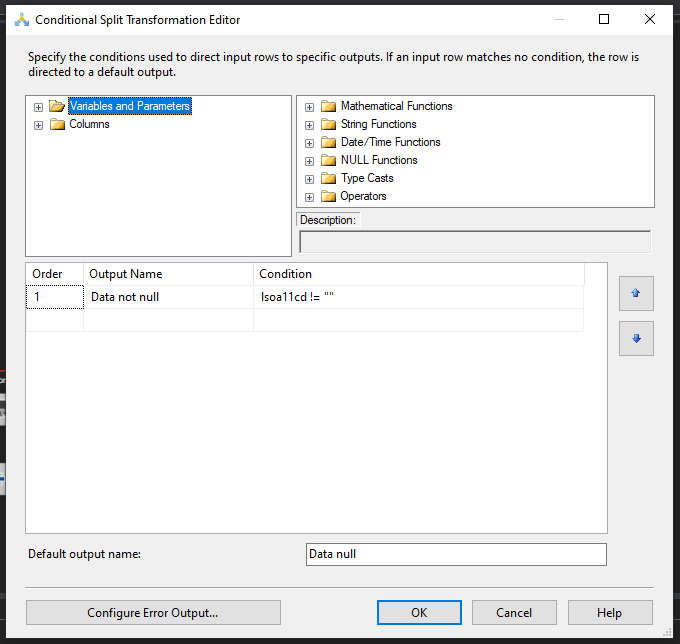 Conditional Split Transformation Editor
Specify the conditions used to direct input rows to specific outputs. If an input row matches no condition, the row is
directed to a default output.
Variables and Parameters
Columns
Mathematical Functions
String Functions
Date/Time Functions
NULL Functions
Type Casts
Operators
Description:
Order Output Name Condition
1 Data not null lsoa11cd != ""
Default output name: Data null
Configure Error Output... OK Cancel Help